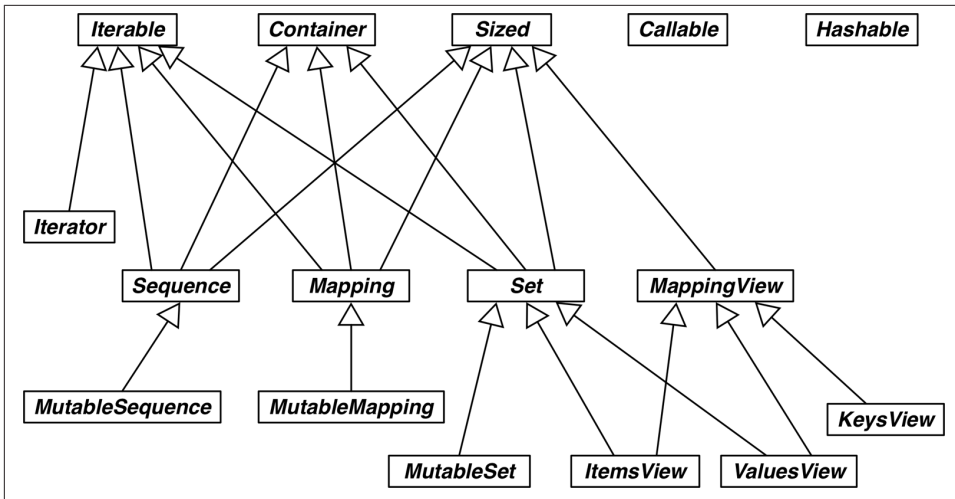 Iterable
Container
Sized
Callable
Hashable
Iterator
Sequence
Mapping
Set
MappingView
MutableSequence
MutableMapping
KeysView
MutableSet
ItemsView
ValuesView